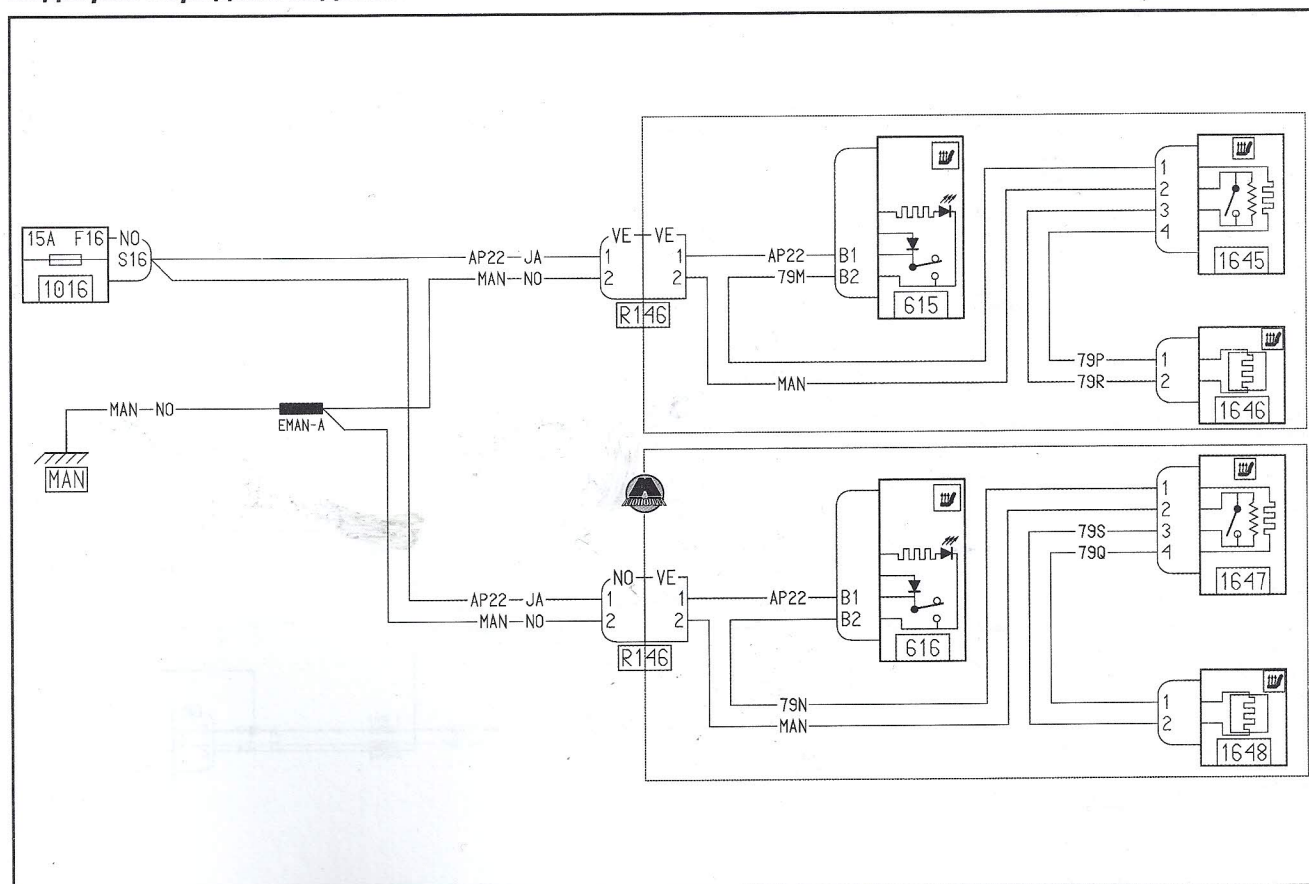 15A F16 NO
S16
1016
AP22 JA
MAN NO
VE VE
1 1
2 2
R146
AP22 B1
79M B2
615
MAN
1
2
3
4
1645
79P 1
79R 2
1646
MAN NO
EMAN-A
MAN
AP22 JA
MAN NO
NO VE
1 1
2 2
R146
AP22 B1
B2
616
79N
MAN
1
2
79S 3
79Q 4
1647
1
2
1648